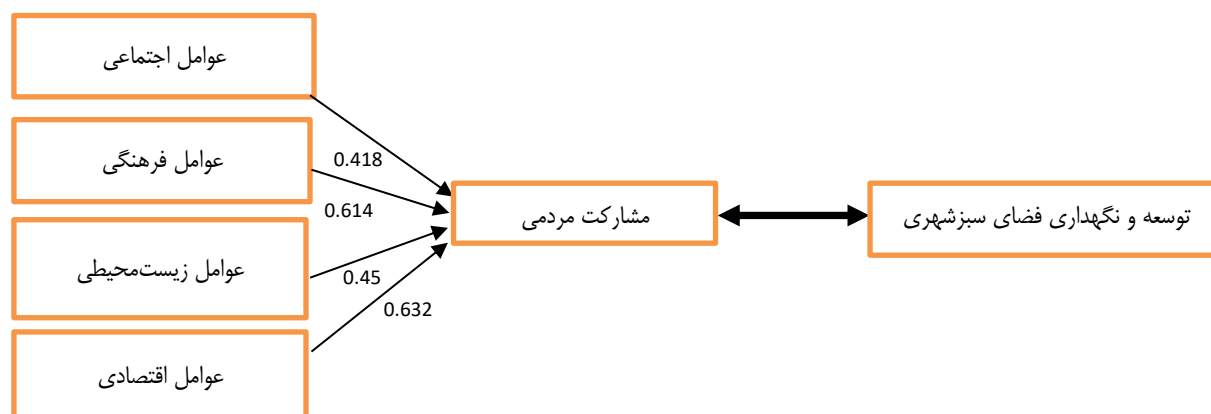 عوامل اجتماعی
عوامل فرهنگی
0.418
0.614
مشارکت مردمی
توسعه و نگهداری فضای سبزشهری
عوامل زیست‌محیطی
0.45
0.632
عوامل اقتصادی